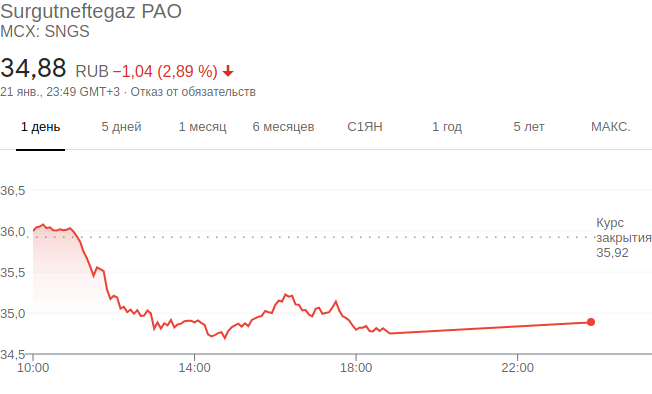 Surgutneftegaz PAO
MCX: SNGS
34,88 RUB −1,04 (2,89 %)
21 янв., 23:49 GMT+3 · Отказ от обязательств
1 день 5 дней 1 месяц 6 месяцев С1ЯН 1 год 5 лет МАКС.
36,5
36,0
35,5
35,0
34,5
Курс
закрытия
35,92
10:00 14:00 18:00 22:00